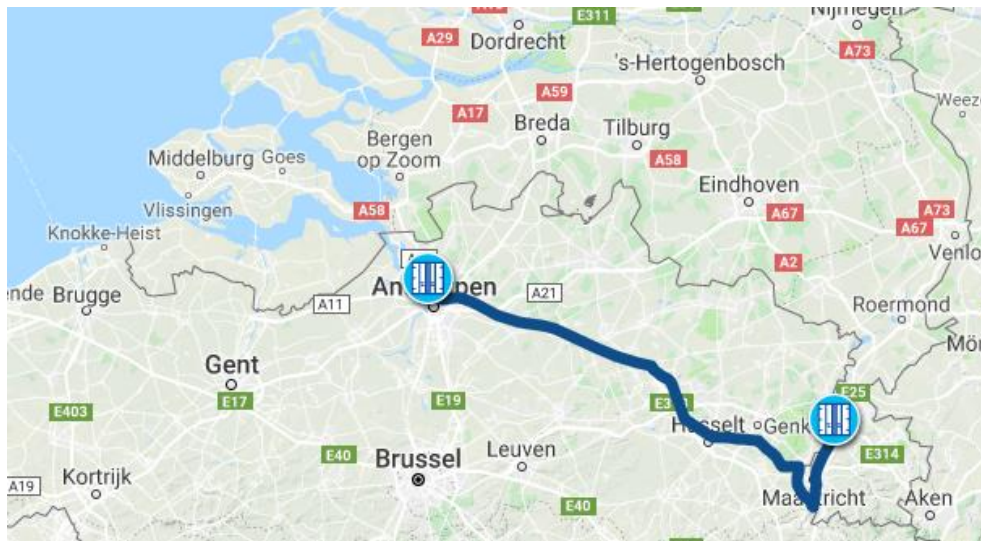 A73
E311
Nijmegen
A29
Dordrecht
A73
's-Hertogenbosch
A59
A17
Breda
Tilburg
Bergen
op Zoom
A58
Middelburg
Goes
Eindhoven
Vlissingen
A58
A67
A73
A67
Knokke-Heist
Venlo
A2
Brugge
A11
A21
Roermond
Gent
E25
E403
E17
E19
Genk
E40
Leuven
E314
Brussel
Kortrijk
A19
E40
Aken